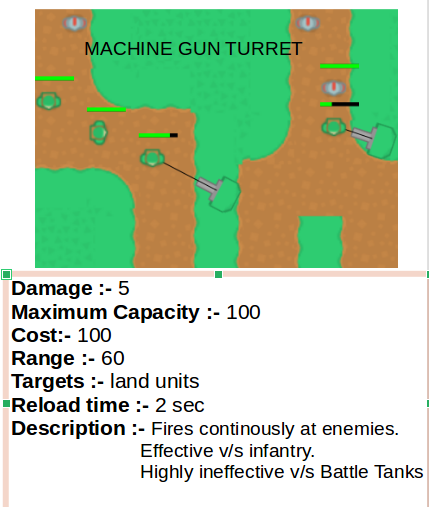 MACHINE GUN TURRET
Damage :- 5
Maximum Capacity :- 100
Cost:- 100
Range :- 60
Targets :- land units
Reload time :- 2 sec
Description :- Fires continously at enemies.
Effective v/s infantry.
Highly ineffective v/s Battle Tanks